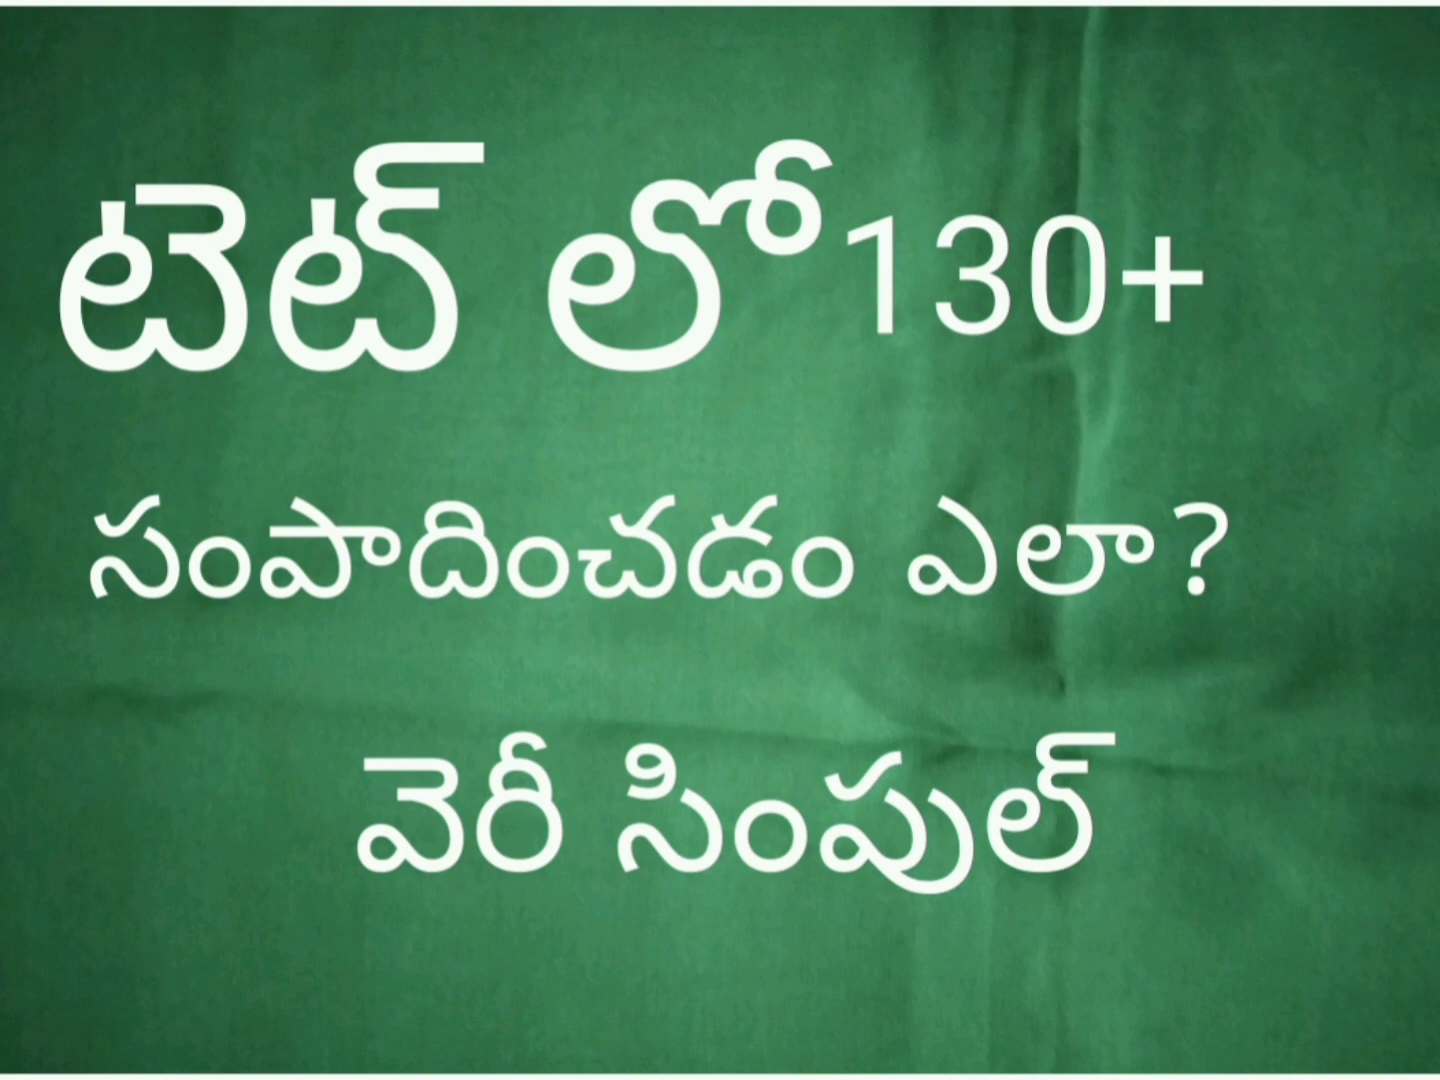 టెట్ లో 130+
సంపాదించడం ఎలా?
వెరీ సింపుల్